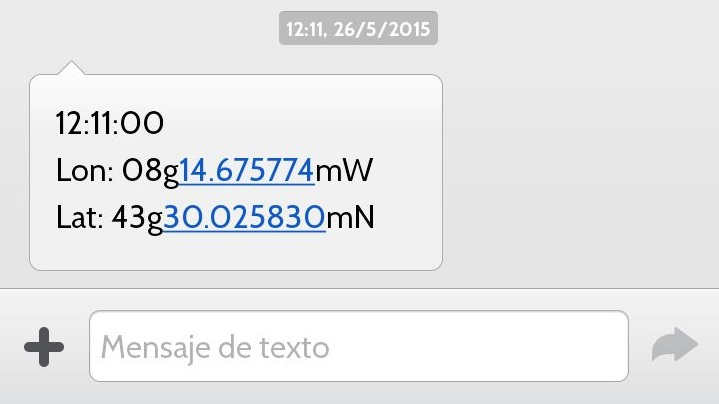 12:11, 26/5/2015
12:11:00
Lon: 08g14.675774mW
Lat: 43g30.025830mN
Mensaje de texto